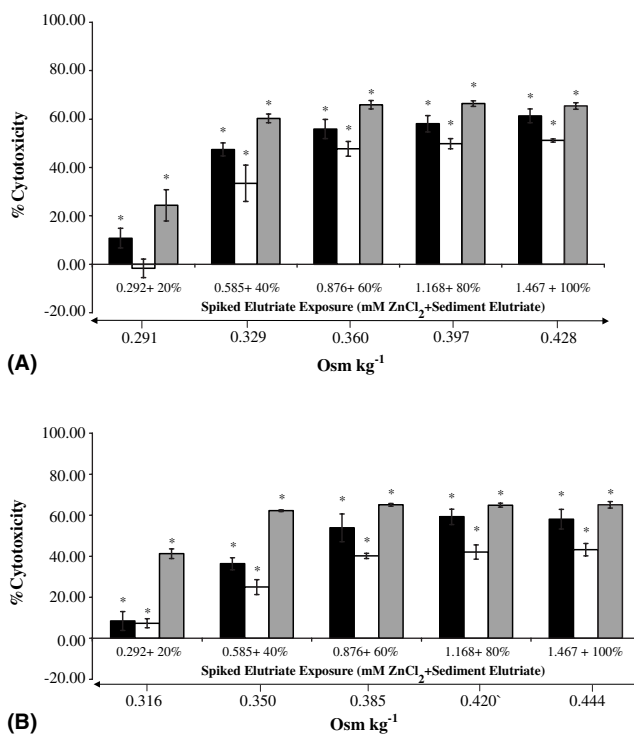 100.00
80.00
60.00
40.00
20.00
0.00
-20.00
% Cytotoxicity
* * * * * * * * * * * * * *
0.292+ 20% 0.585+ 40% 0.876+ 60% 1.168+ 80% 1.467 + 100%
Spiked Elutriate Exposure (mM ZnCl2+Sediment Elutriate)
0.291 0.329 0.360 0.397 0.428
(A) Osm kg-1
100.00
80.00
60.00
40.00
20.00
0.00
-20.00
%Cytotoxicity
* * * * * * * * * * * * * * *
0.292+ 20% 0.585+ 40% 0.876+ 60% 1.168+ 80% 1.467 + 100%
Spiked Elutriate Exposure (mM ZnCl2+Sediment Elutriate)
0.316 0.350 0.385 0.420` 0.444
(B) Osm kg-1